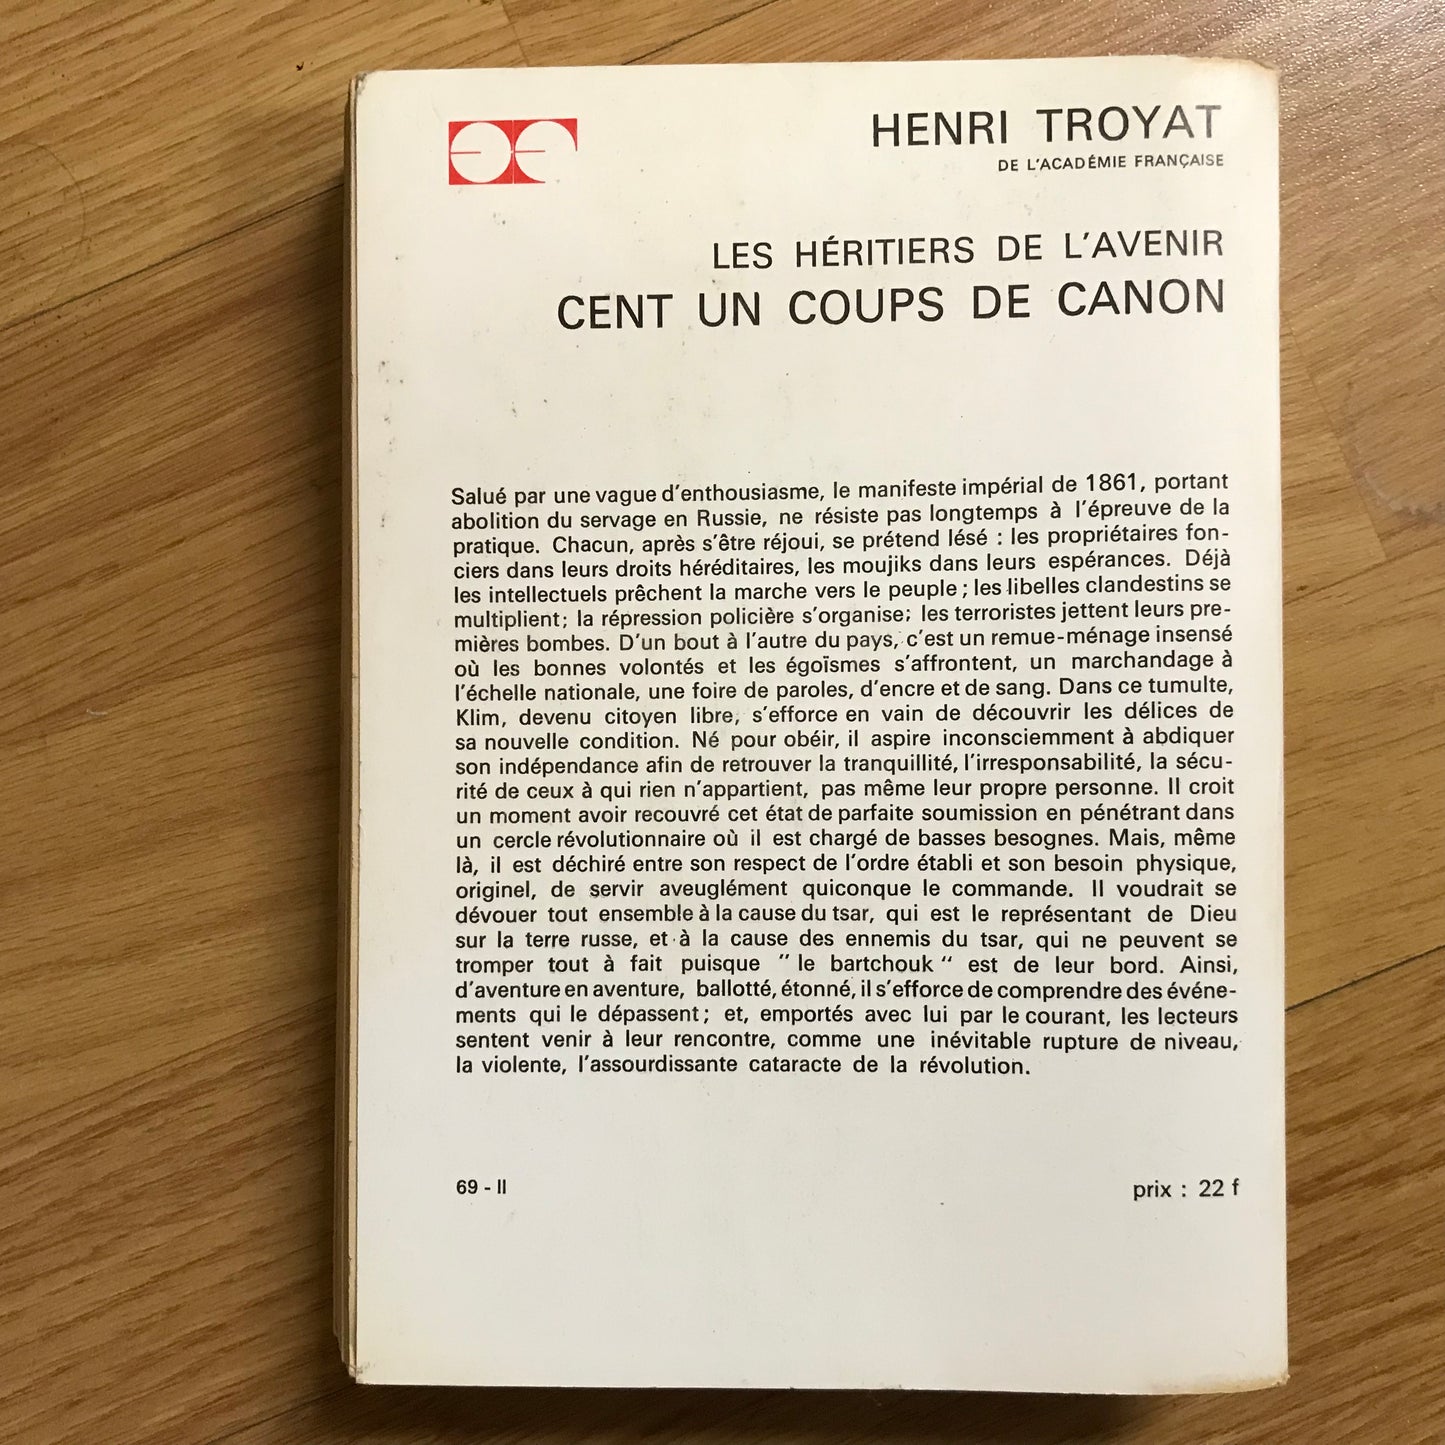 HENRI TROYAT
DE L'ACADÉMIE FRANÇAISE
LES HÉRITIERS DE L'AVENIR
CENT UN COUPS DE CANON
Salué par une vague d'enthousiasme, le manifeste impérial de 1861, portant
abolition du servage en Russie, ne résiste pas longtemps à l'épreuve de la
pratique. Chacun, après s'être réjoui, se prétend lésé : les propriétaires fon-
ciers dans leurs droits héréditaires, les moujiks dans leurs espérances. Déjà
les intellectuels prêchent la marche vers le peuple ; les libelles clandestins se
multiplient ; la répression policière s'organise ; les terroristes jettent leurs pre-
mières bombes. D'un bout à l'autre du pays, c'est un remue-ménage insensé
où les bonnes volontés et les égoïsmes s'affrontent, un marchandage à
l'échelle nationale, une foire de paroles, d'encre et de sang. Dans ce tumulte,
Klim, devenu citoyen libre, s'efforce en vain de découvrir les délices de
sa nouvelle condition. Né pour obéir, il aspire inconsciemment à abdiquer
son indépendance afin de retrouver la tranquillité, l'irresponsabilité, la sécu-
rité de ceux à qui rien n'appartient, pas même leur propre personne. Il croit
un moment avoir recouvré cet état de parfaite soumission en pénétrant dans
un cercle révolutionnaire où il est chargé de basses besognes. Mais, même
là, il est déchiré entre son respect de l'ordre établi et son besoin physique,
originel, de servir aveuglément quiconque le commande. Il voudrait se
dévouer tout ensemble à la cause du tsar, qui est le représentant de Dieu
sur la terre russe, et à la cause des ennemis du tsar, qui ne peuvent se
tromper tout à fait puisque " le bartchouk " est de leur bord. Ainsi,
d'aventure en aventure, ballotté, étonné, il s'efforce de comprendre des événe-
ments qui le dépassent ; et, emportés avec lui par le courant, les lecteurs
sentent venir à leur rencontre, comme une inévitable rupture de niveau,
la violente, l'assourdissante cataracte de la révolution.
69 - II
prix : 22 f